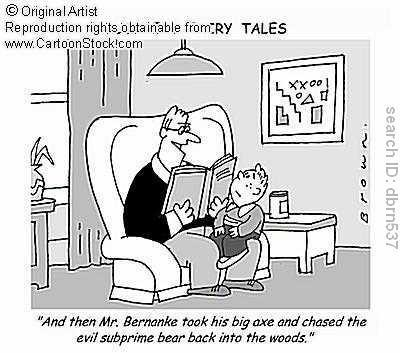 © Original Artist
Reproduction rights obtainable from
www.CartoonStock.com
RY TALES
"And then Mr. Bernanke took his big axe and chased the
evil subprime bear back into the woods."
Brown.
search ID: dbrn537